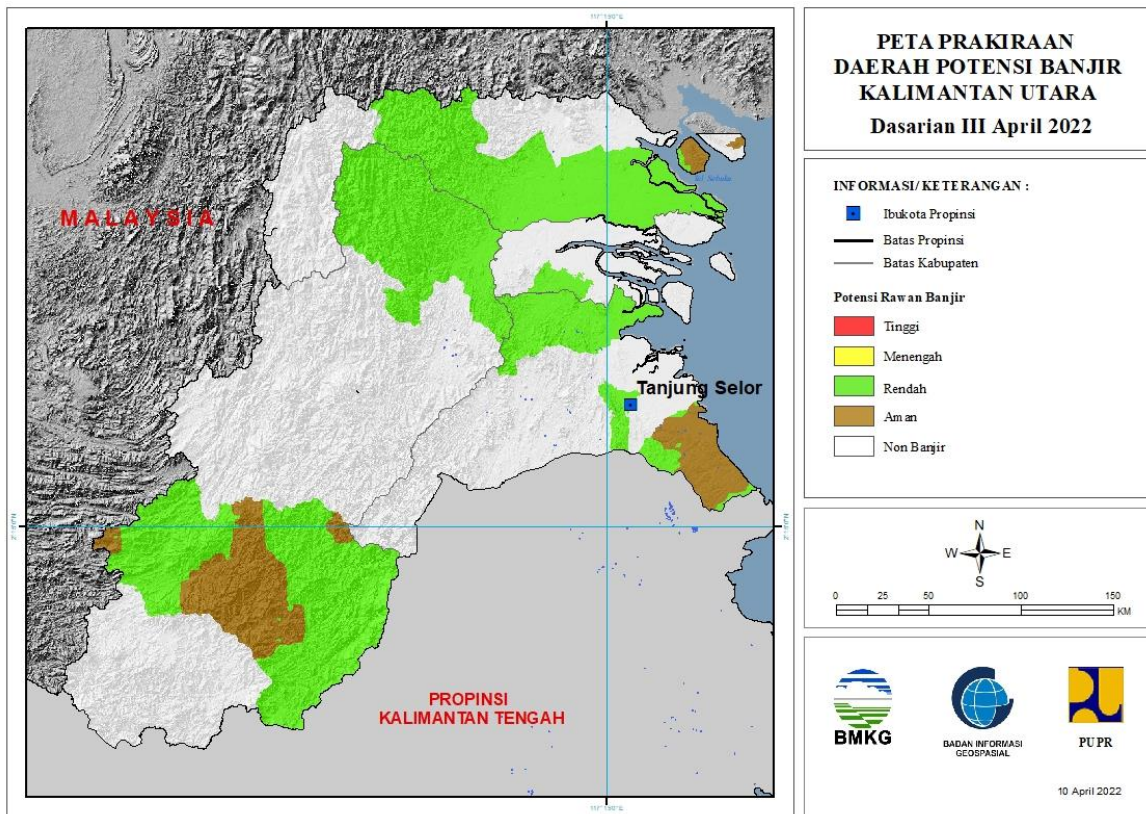 PETA PRAKIRAAN
DAERAH POTENSI BANJIR
KALIMANTAN UTARA
Dasarian III April 2022
INFORMASI/ KETERANGAN :
Ibukota Propinsi
Batas Propinsi
Batas Kabupaten
Potensi Rawan Banjir
Tinggi
Menengah
Rendah
Aman
Non Banjir
MALAYSIA
Tanjung Selor
PROPINSI
KALIMANTAN TENGAH
N
W E
S
0 25 50 100 150
KM
BMKG
BADAN INFORMASI
GEOSPASIAL
PUPR
10 April 2022